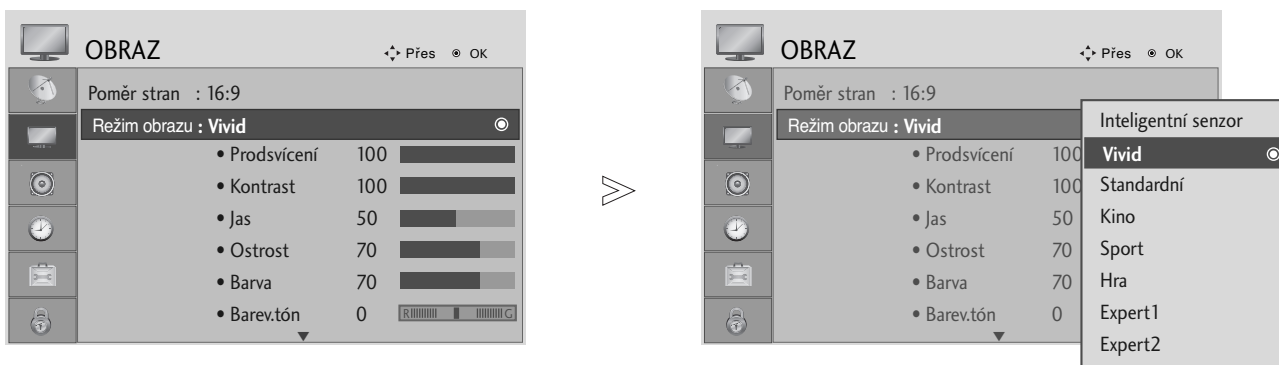 OBRAZ Přes OK
Poměr stran : 16:9
Režim obrazu : Vivid
• Prodsvícení 100
• Kontrast 100
• Jas 50
• Ostrost 70
• Barva 70
• Barev.tón 0 R G
OBRAZ Přes OK
Poměr stran : 16:9
Režim obrazu : Vivid
• Prodsvícení 100
• Kontrast 100
• Jas 50
• Ostrost 70
• Barva 70
• Barev.tón 0
Inteligentní senzor
Vivid
Standardní
Kino
Sport
Hra
Expert1
Expert2